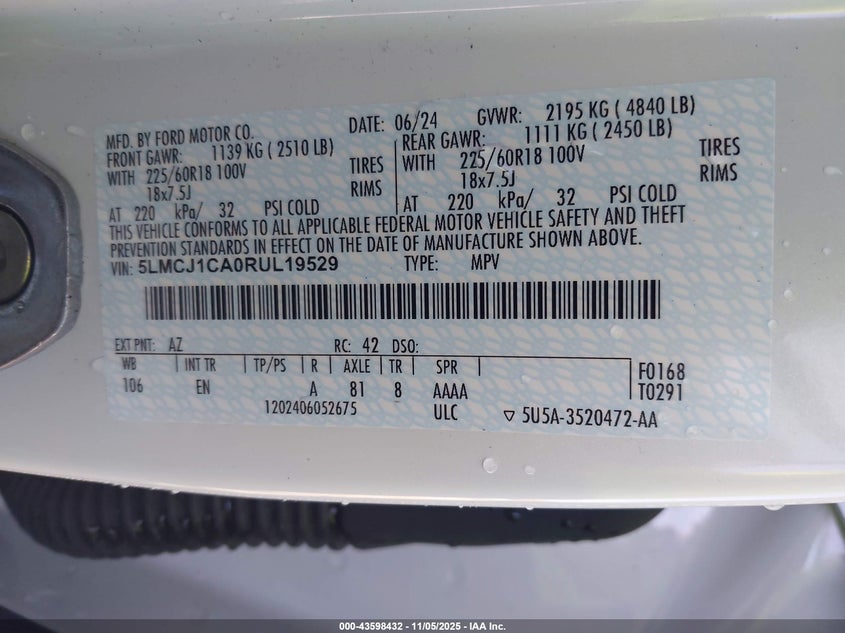 MFD. BY FORD MOTOR CO. DATE: 06/24 GVWR: 2195 KG ( 4840 LB)
FRONT GAWR: 1139 KG ( 2510 LB) REAR GAWR: 1111 KG ( 2450 LB)
WITH 225/60R18 100V TIRES WITH 225/60R18 100V TIRES
18x7.5J RIMS 18x7.5J RIMS
AT 220 kPa/ 32 PSI COLD AT 220 kPa/ 32 PSI COLD
THIS VEHICLE CONFORMS TO ALL APPLICABLE FEDERAL MOTOR VEHICLE SAFETY AND THEFT
PREVENTION STANDARDS IN EFFECT ON THE DATE OF MANUFACTURE SHOWN ABOVE.
VIN: 5LMCJ1CA0RUL19529 TYPE: MPV
EXT PNT: AZ RC: 42 DSO:
WB INT TR TP/PS R AXLE TR SPR F0168
106 EN A 81 8 AAAA T0291
1202406052675 ULC ▽ 5U5A-3520472-AA
000-43598432 - 11/05/2025 - IAA Inc.